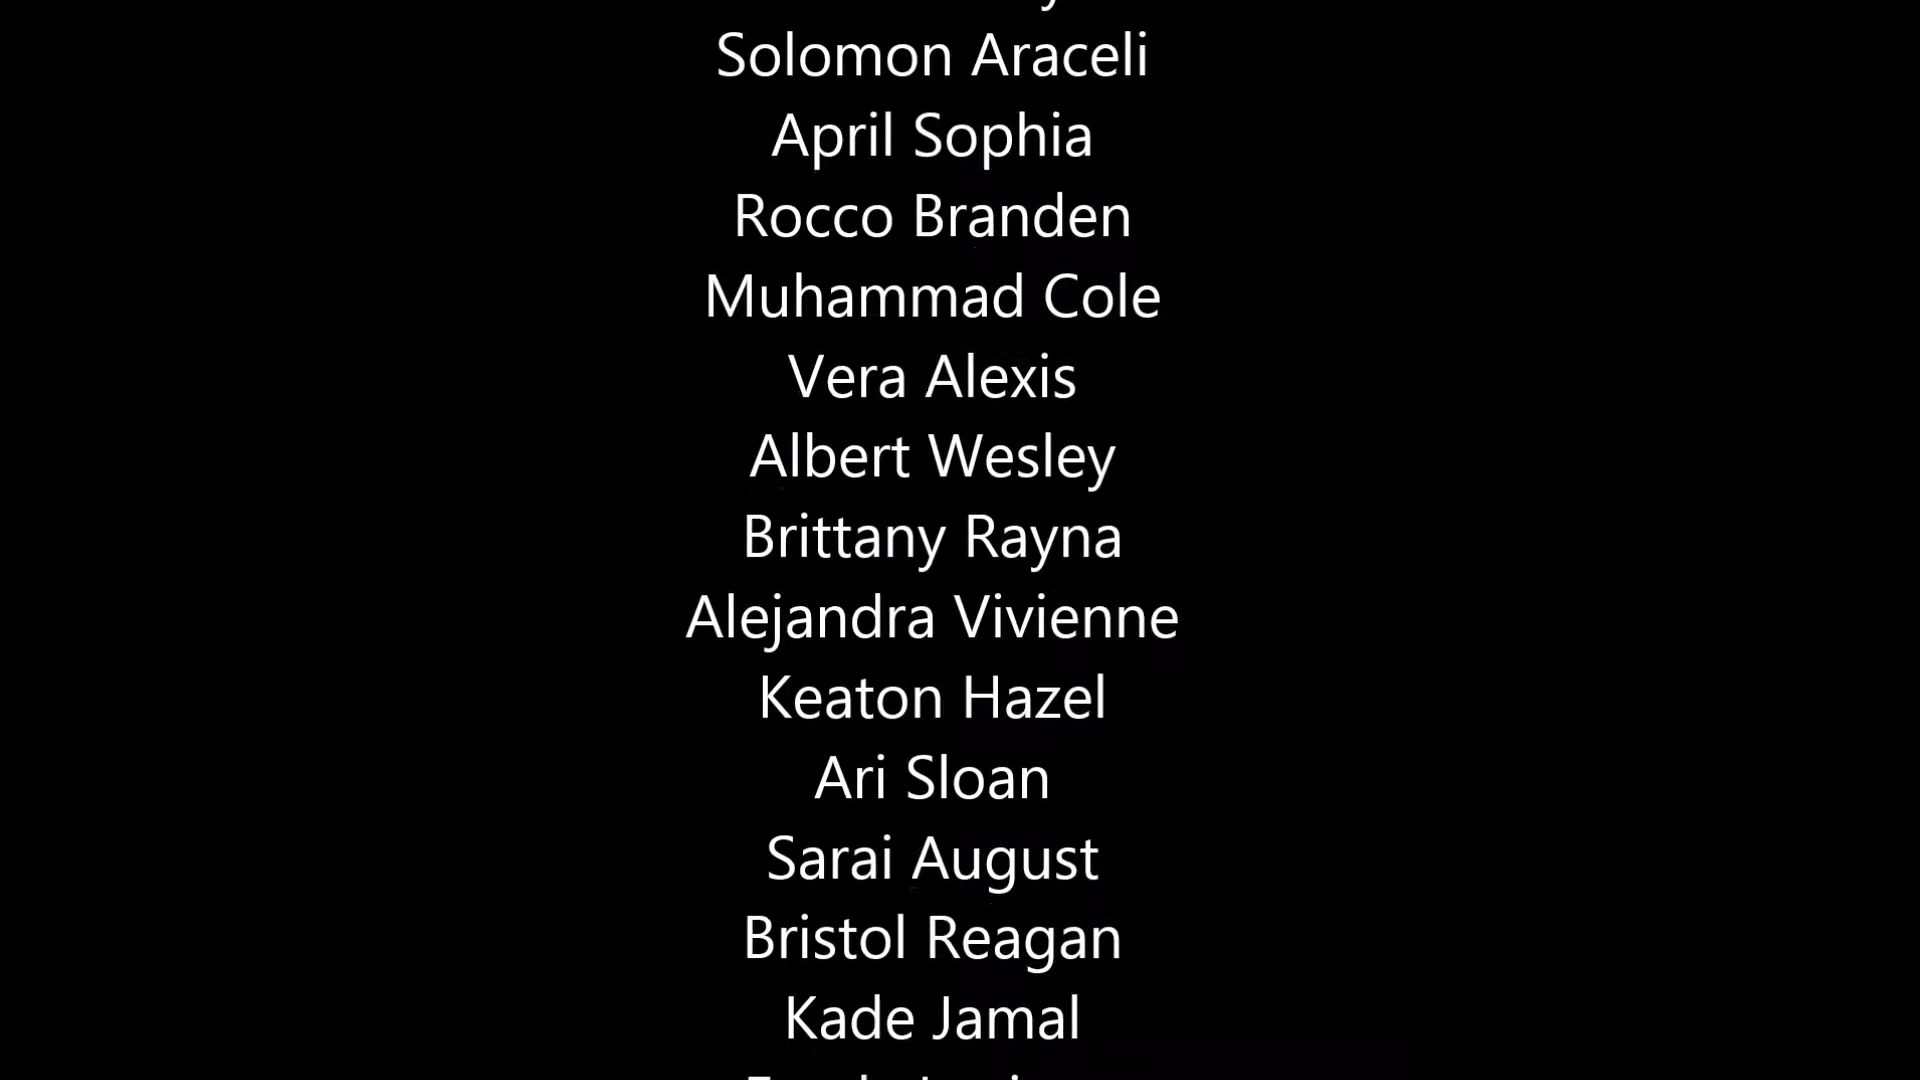 Solomon Araceli
April Sophia
Rocco Branden
Muhammad Cole
Vera Alexis
Albert Wesley
Brittany Rayna
Alejandra Vivienne
Keaton Hazel
Ari Sloan
Sarai August
Bristol Reagan
Kade Jamal